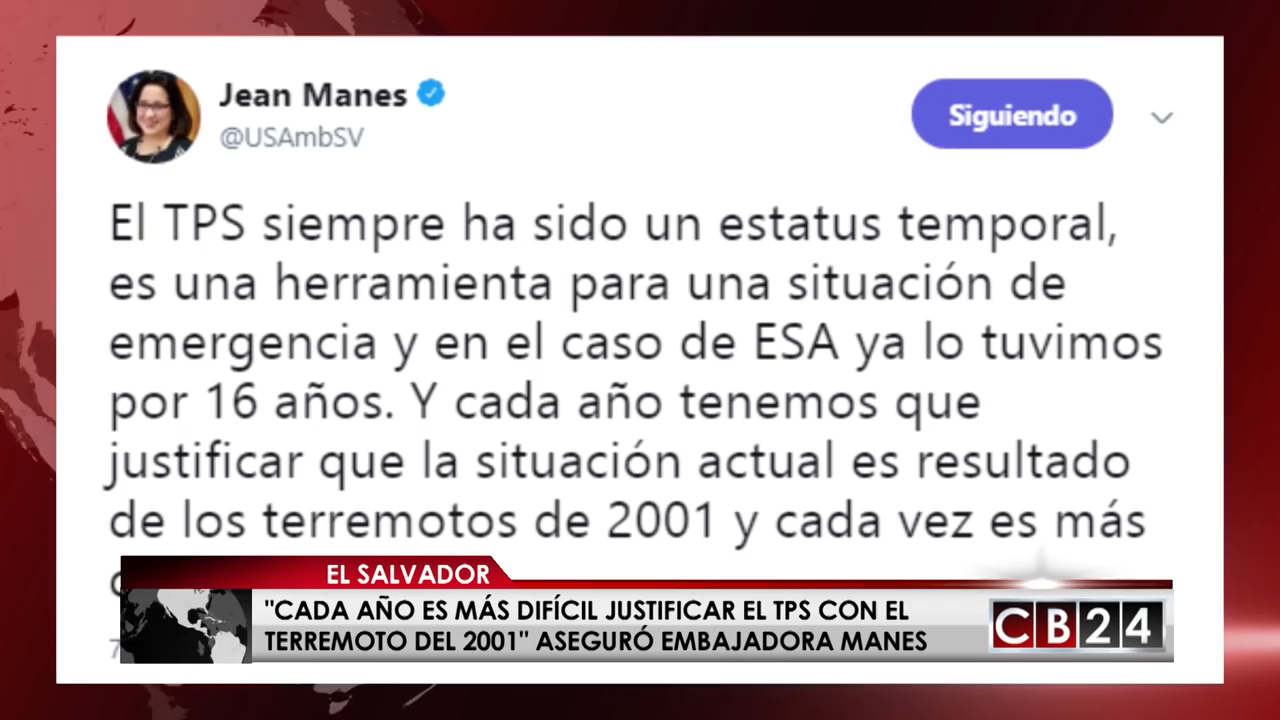 Jean Manes
@USAmbSV
Siguiendo
El TPS siempre ha sido un estatus temporal,
es una herramienta para una situación de
emergencia y en el caso de ESA ya lo tuvimos
por 16 años. Y cada año tenemos que
justificar que la situación actual es resultado
de los terremotos de 2001 y cada vez es más
EL SALVADOR
"CADA AÑO ES MÁS DIFÍCIL JUSTIFICAR EL TPS CON EL
TERREMOTO DEL 2001" ASEGURÓ EMBAJADORA MANES
CB24